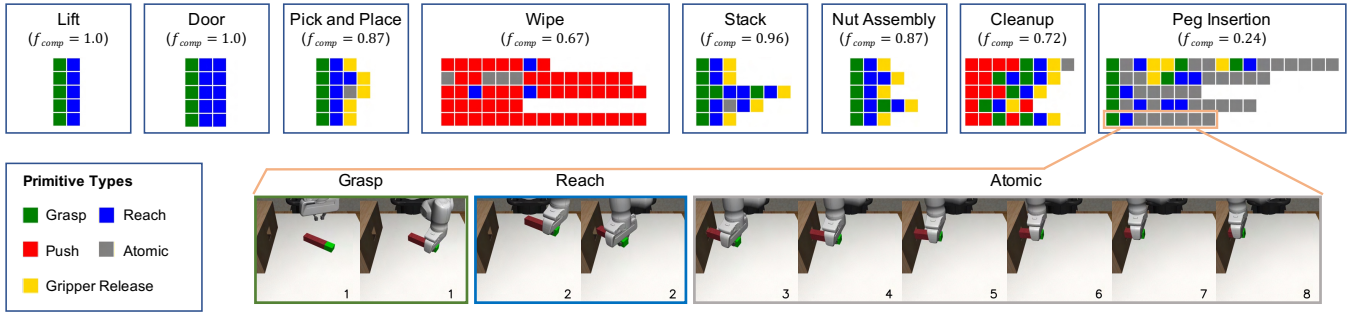 Lift
(f_comp = 1.0)
Door
(f_comp = 1.0)
Pick and Place
(f_comp = 0.87)
Wipe
(f_comp = 0.67)
Stack
(f_comp = 0.96)
Nut Assembly
(f_comp = 0.87)
Cleanup
(f_comp = 0.72)
Peg Insertion
(f_comp = 0.24)
Primitive Types
Grasp
Reach
Push
Atomic
Gripper Release
Grasp
Reach
Atomic
1
1
2
2
3
4
5
6
7
8